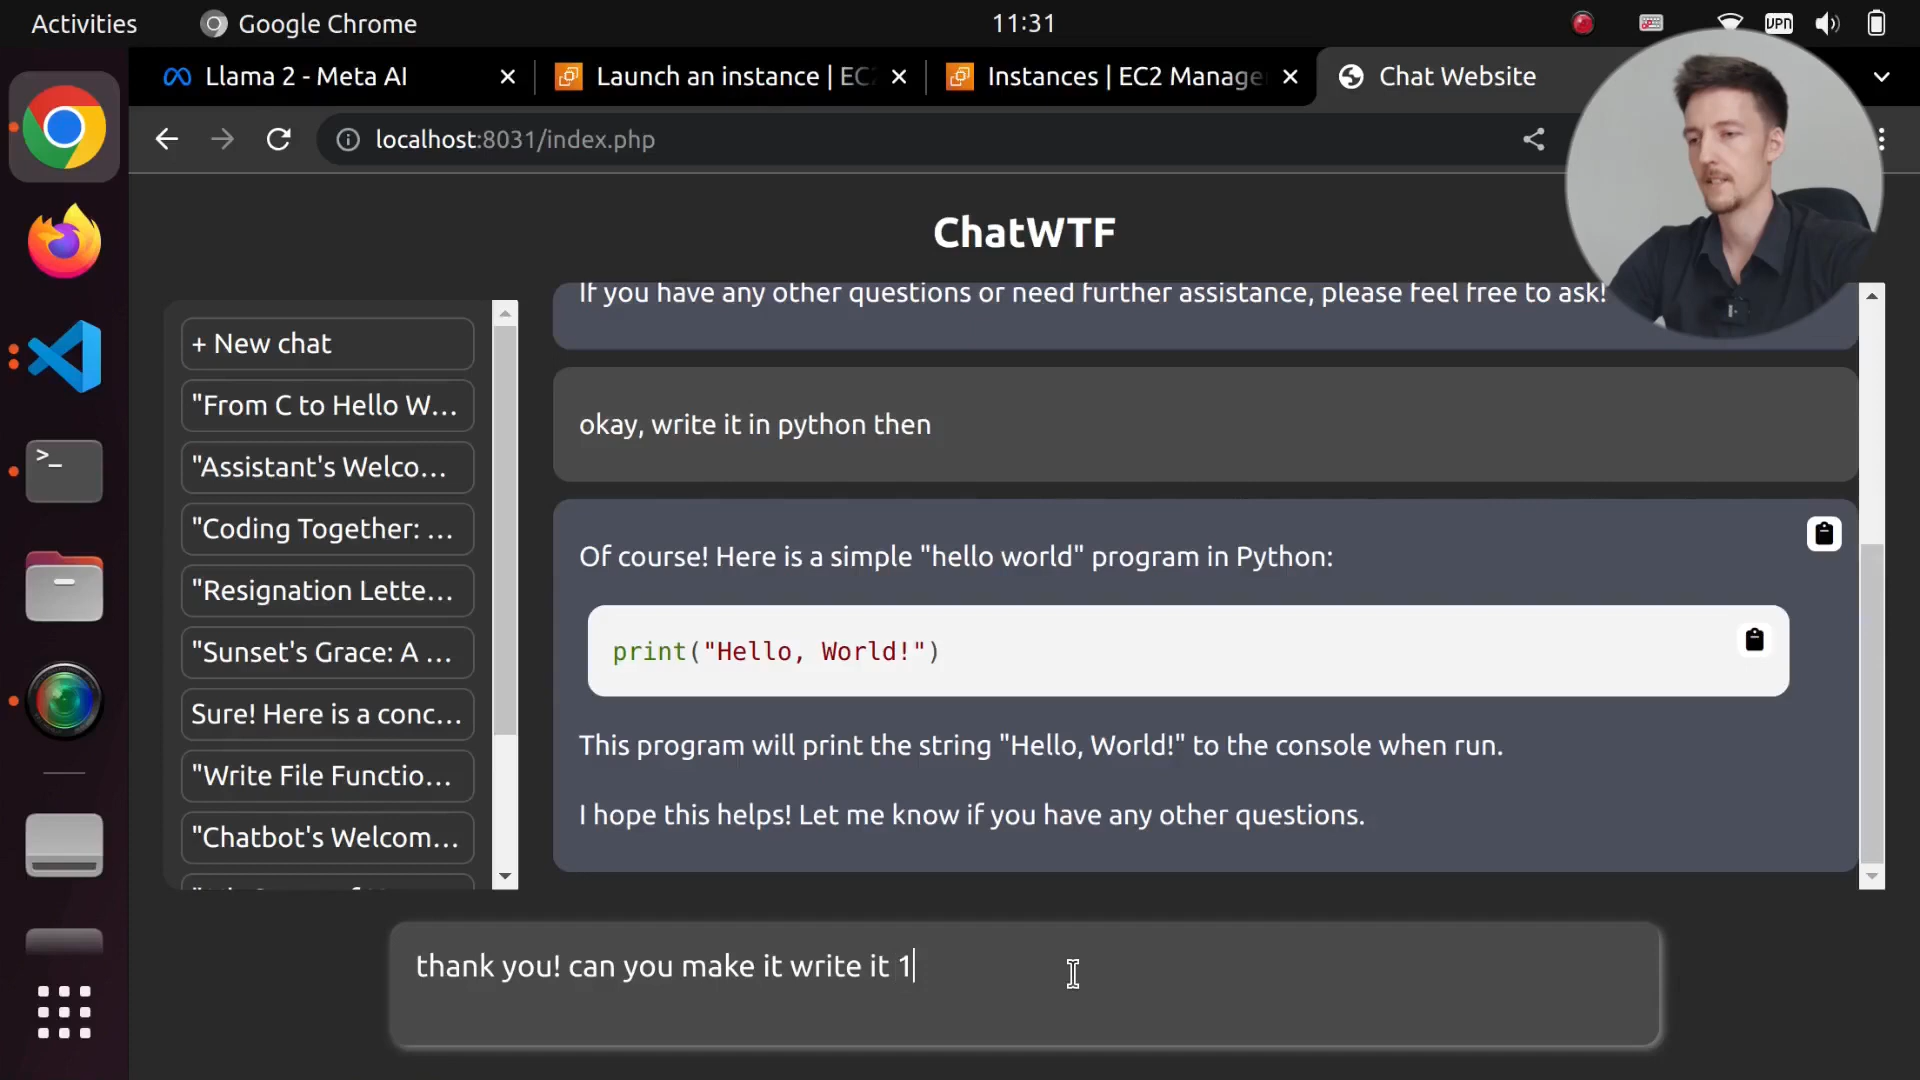 Activities
Google Chrome
11:31
VPN
Llama 2 - Meta AI
Launch an instance | EC
Instances | EC2 Manage
Chat Website
localhost:8031/index.php
ChatWTF
+ New chat
"From C to Hello W...
"Assistant's Welco...
"Coding Together: ...
"Resignation Lette...
"Sunset's Grace: A ...
Sure! Here is a conc...
"Write File Functio...
"Chatbot's Welcom...
If you have any other questions or need further assistance, please feel free to ask!
okay, write it in python then
Of course! Here is a simple "hello world" program in Python:
print("Hello, World!")
This program will print the string "Hello, World!" to the console when run.
I hope this helps! Let me know if you have any other questions.
thank you! can you make it write it 1